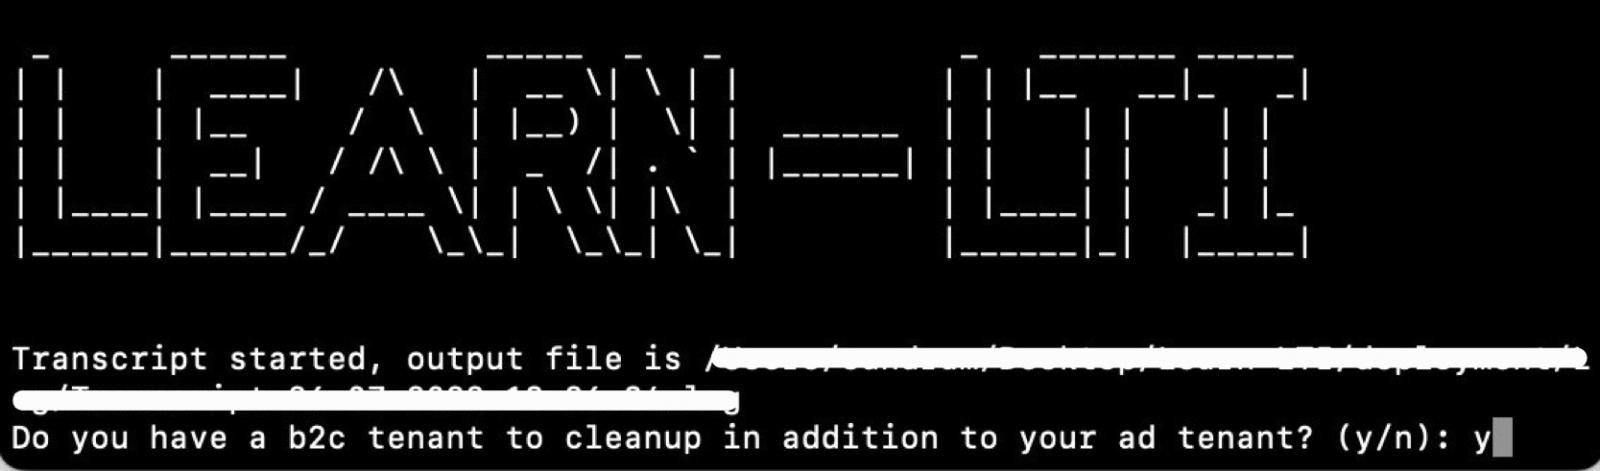 LEARN-LTI
Transcript started, output file is
Do you have a b2c tenant to cleanup in addition to your ad tenant? (y/n): y